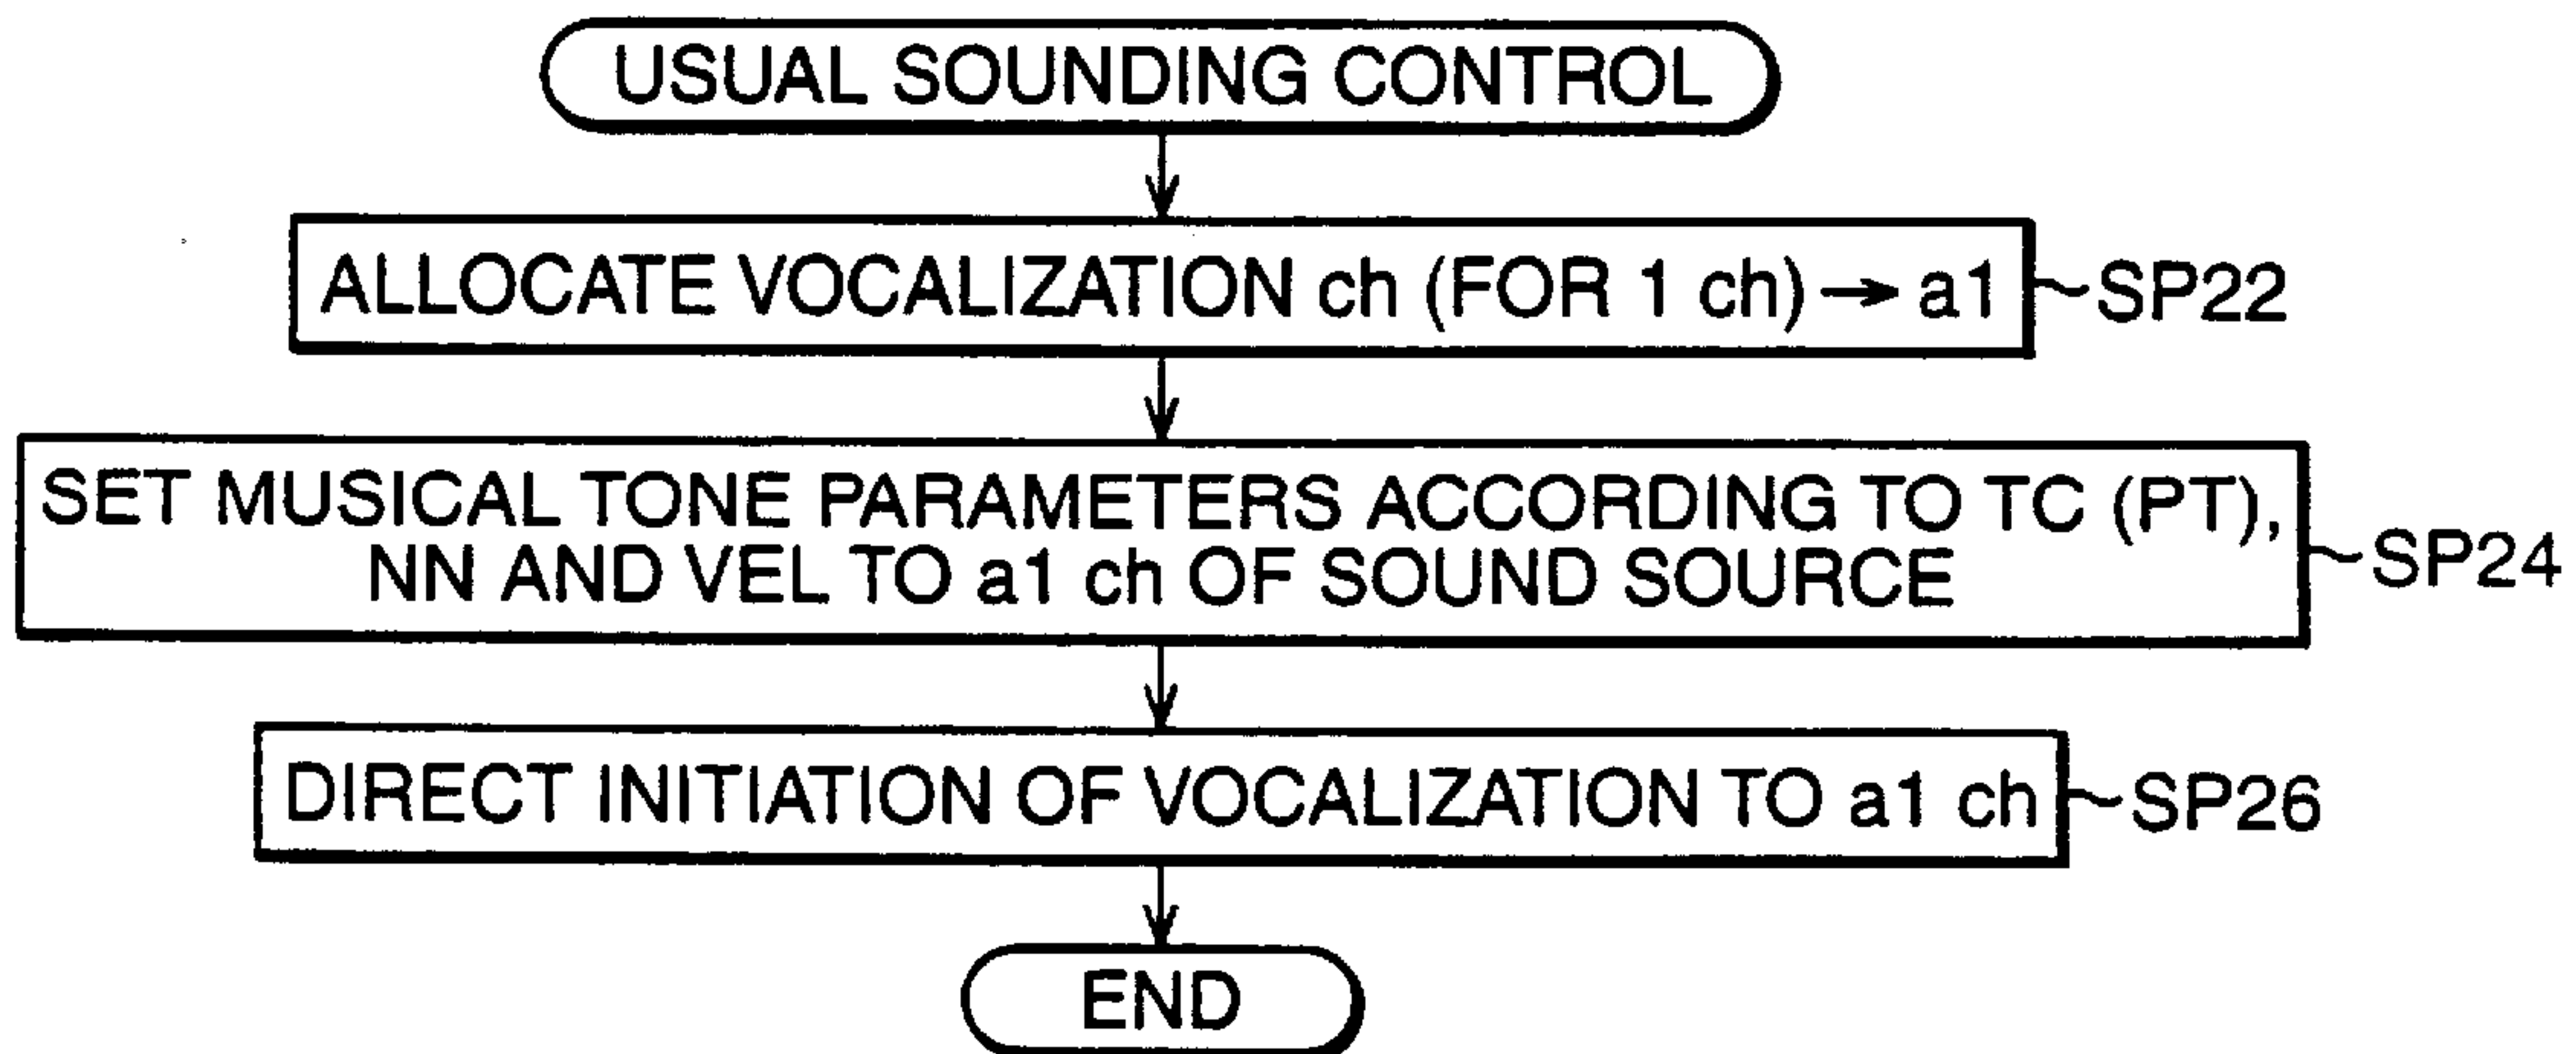 USUAL SOUNDING CONTROL
ALLOCATE VOCALIZATION ch (FOR 1 ch) → a1
SP22
SET MUSICAL TONE PARAMETERS ACCORDING TO TC (PT),
NN AND VEL TO a1 ch OF SOUND SOURCE
SP24
DIRECT INITIATION OF VOCALIZATION TO a1 ch
SP26
END